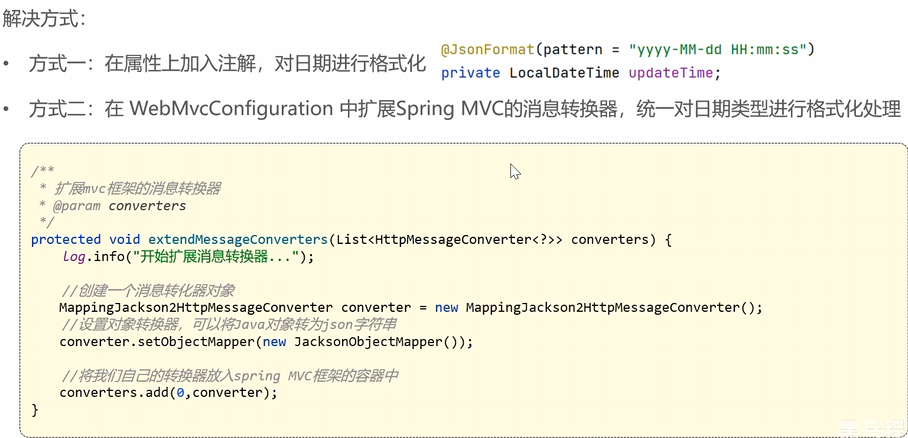 解决方式：
• 方式一：在属性上加入注解，对日期进行格式化
@JsonFormat(pattern = "yyyy-MM-dd HH:mm:ss")
private LocalDateTime updateTime;
• 方式二：在 WebMvcConfiguration 中扩展Spring MVC的消息转换器，统一对日期类型进行格式化处理
/**
* 扩展mvc框架的消息转换器
* @param converters
*/
protected void extendMessageConverters(List<HttpMessageConverter<?>> converters) {
log.info("开始扩展消息转换器...");
//创建一个消息转化器对象
MappingJackson2HttpMessageConverter converter = new MappingJackson2HttpMessageConverter();
//设置对象转换器，可以将Java对象转为json字符串
converter.setObjectMapper(new JacksonObjectMapper());
//将我们自己的转换器放入spring MVC框架的容器中
converters.add(0,converter);
}